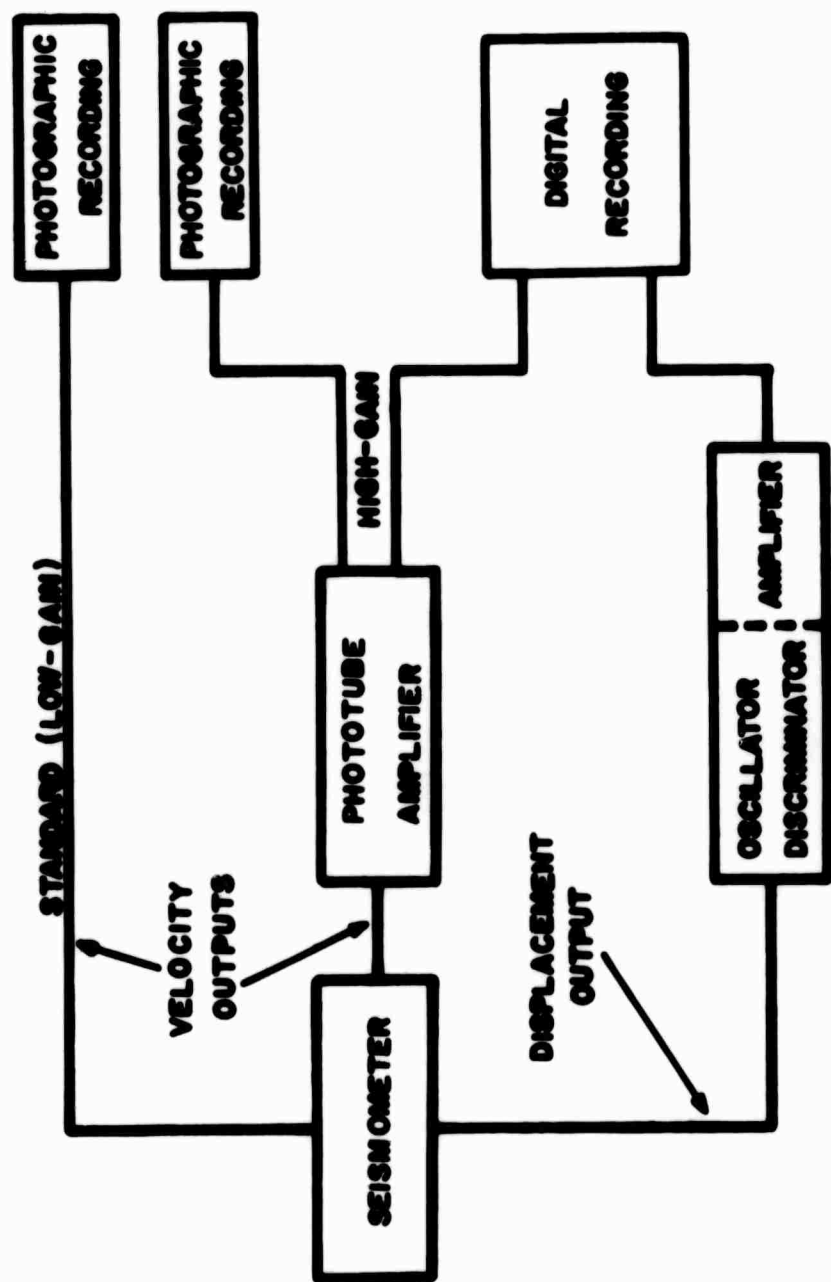 PHOTOGRAPHIC
RECORDING
STANDARD (LOW-GAIN)
PHOTOGRAPHIC
RECORDING
VELOCITY
OUTPUTS
HIGH-GAIN
PHOTOTUBE
AMPLIFIER
SEISMOMETER
DIGITAL
RECORDING
DISPLACEMENT
OUTPUT
OSCILLATOR
DISCRIMINATOR
AMPLIFIER